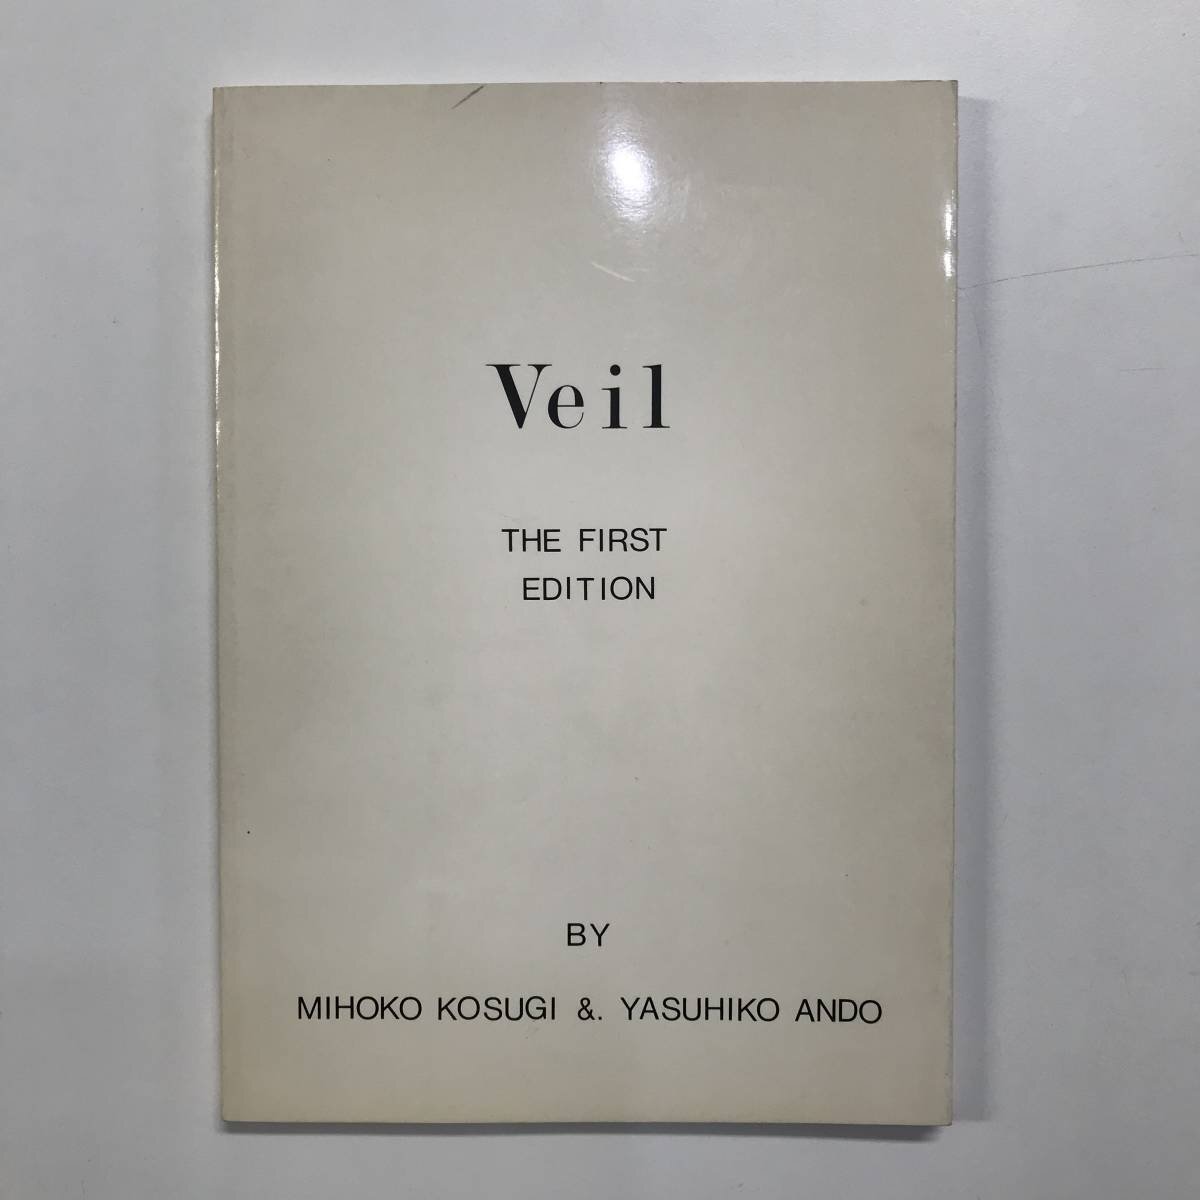 Veil
THE FIRST
EDITION
BY
MIHOKO KOSUGI &. YASUHIKO ANDO